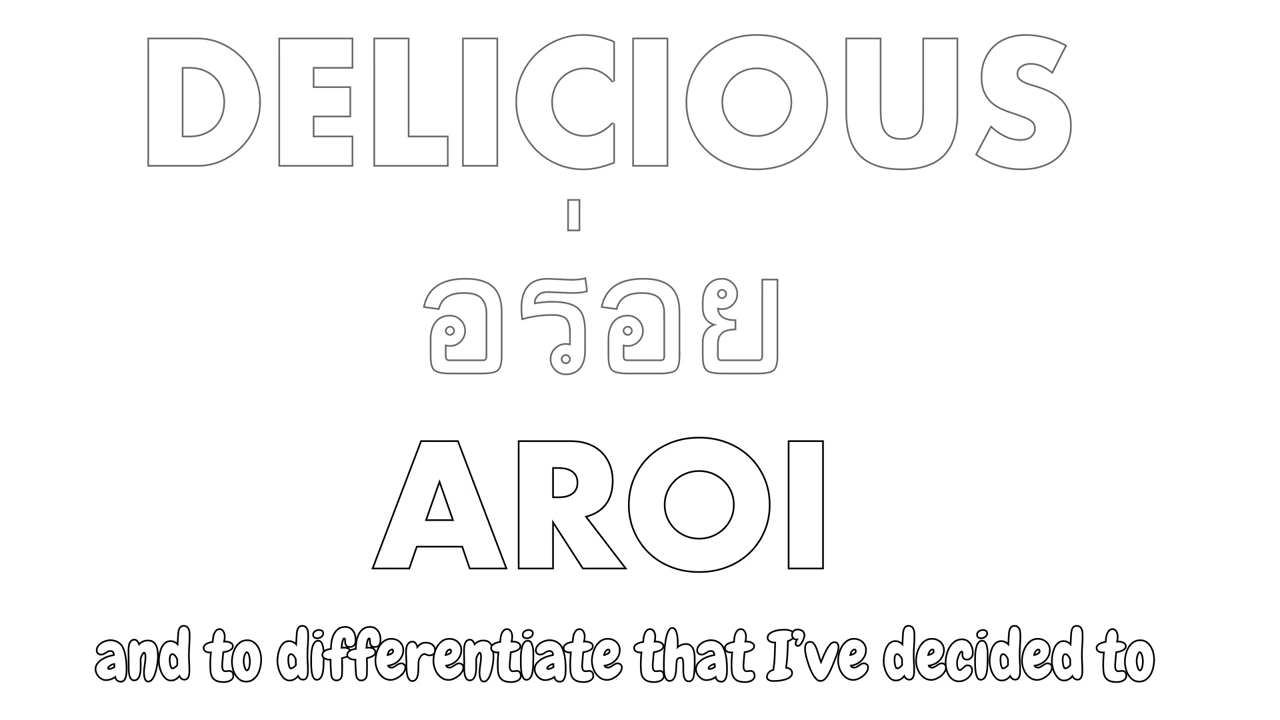 DELICIOUS
อร่อย
AROI
and to differentiate that I've decided to